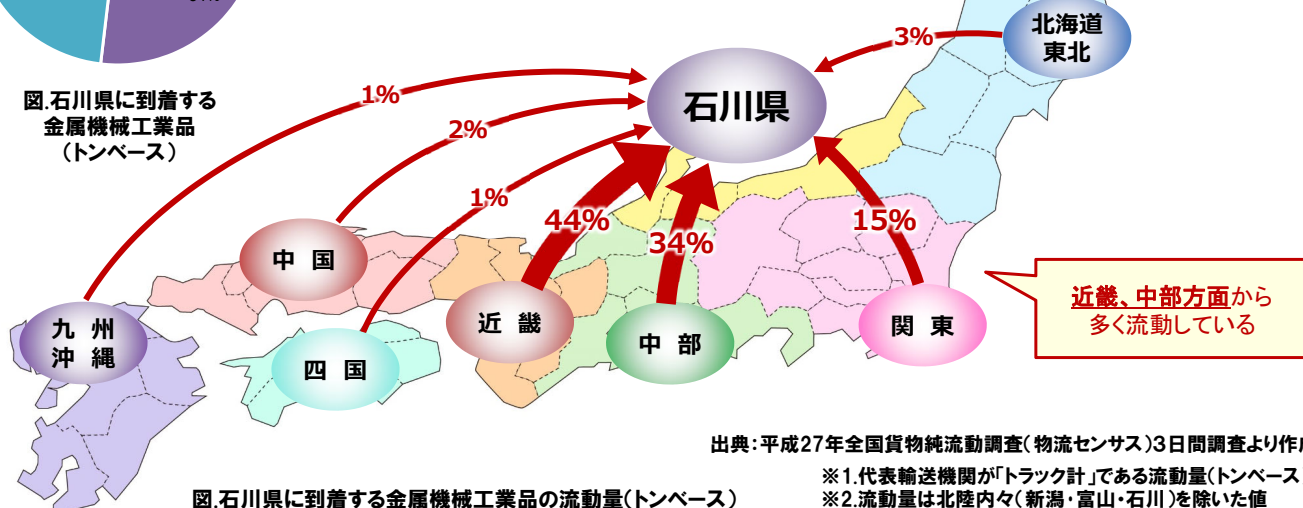 図.石川県に到着する
金属機械工業品
(トンベース)
北海道
東北
3%
石川県
1%
2%
1%
44%
34%
15%
中 国
九 州
沖 縄
四 国
近 畿
中 部
関 東
近畿、中部方面から
多く流動している
出典:平成27年全国貨物純流動調査(物流センサス)3日間調査より作成
※1.代表輸送機関が「トラック計」である流動量(トンベース
※2.流動量は北陸内々(新潟・富山・石川)を除いた値
図.石川県に到着する金属機械工業品の流動量(トンベース)